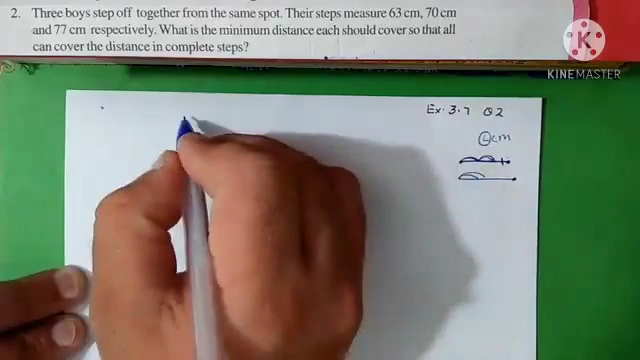 2. Three boys step off together from the same spot. Their steps measure 63 cm, 70 cm
and 77 cm respectively. What is the minimum distance each should cover so that all
can cover the distance in complete steps?
KINEMASTER
Ex. 3.7 Q2
LCM